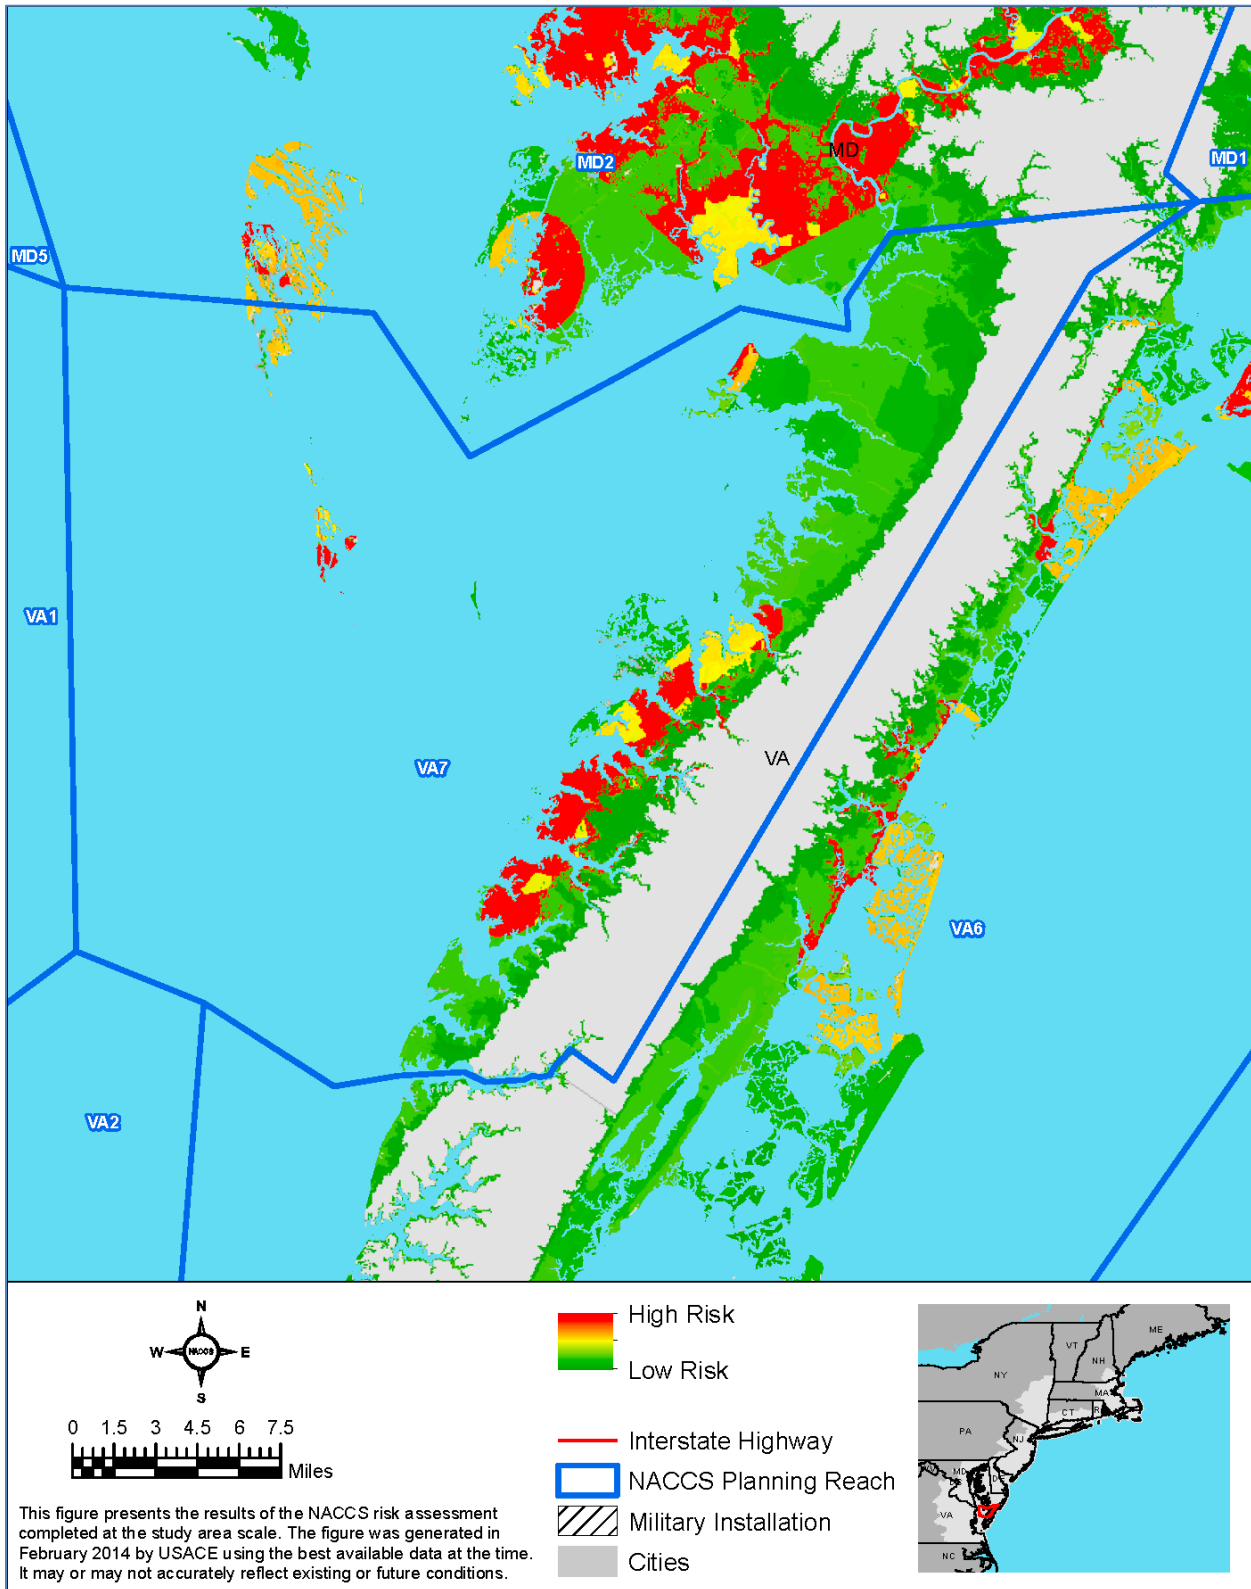 MD2
MD
MD1
MD5
VA1
VA7
VA
VA6
VA2
N
W NACCS E
S
0 1.5 3 4.5 6 7.5
Miles
This figure presents the results of the NACCS risk assessment
completed at the study area scale. The figure was generated in
February 2014 by USACE using the best available data at the time.
It may or may not accurately reflect existing or future conditions.
High Risk
Low Risk
Interstate Highway
NACCS Planning Reach
Military Installation
Cities
ME
VT
NH
NY
MA
CT
PA
NJ
MD
VA
NC